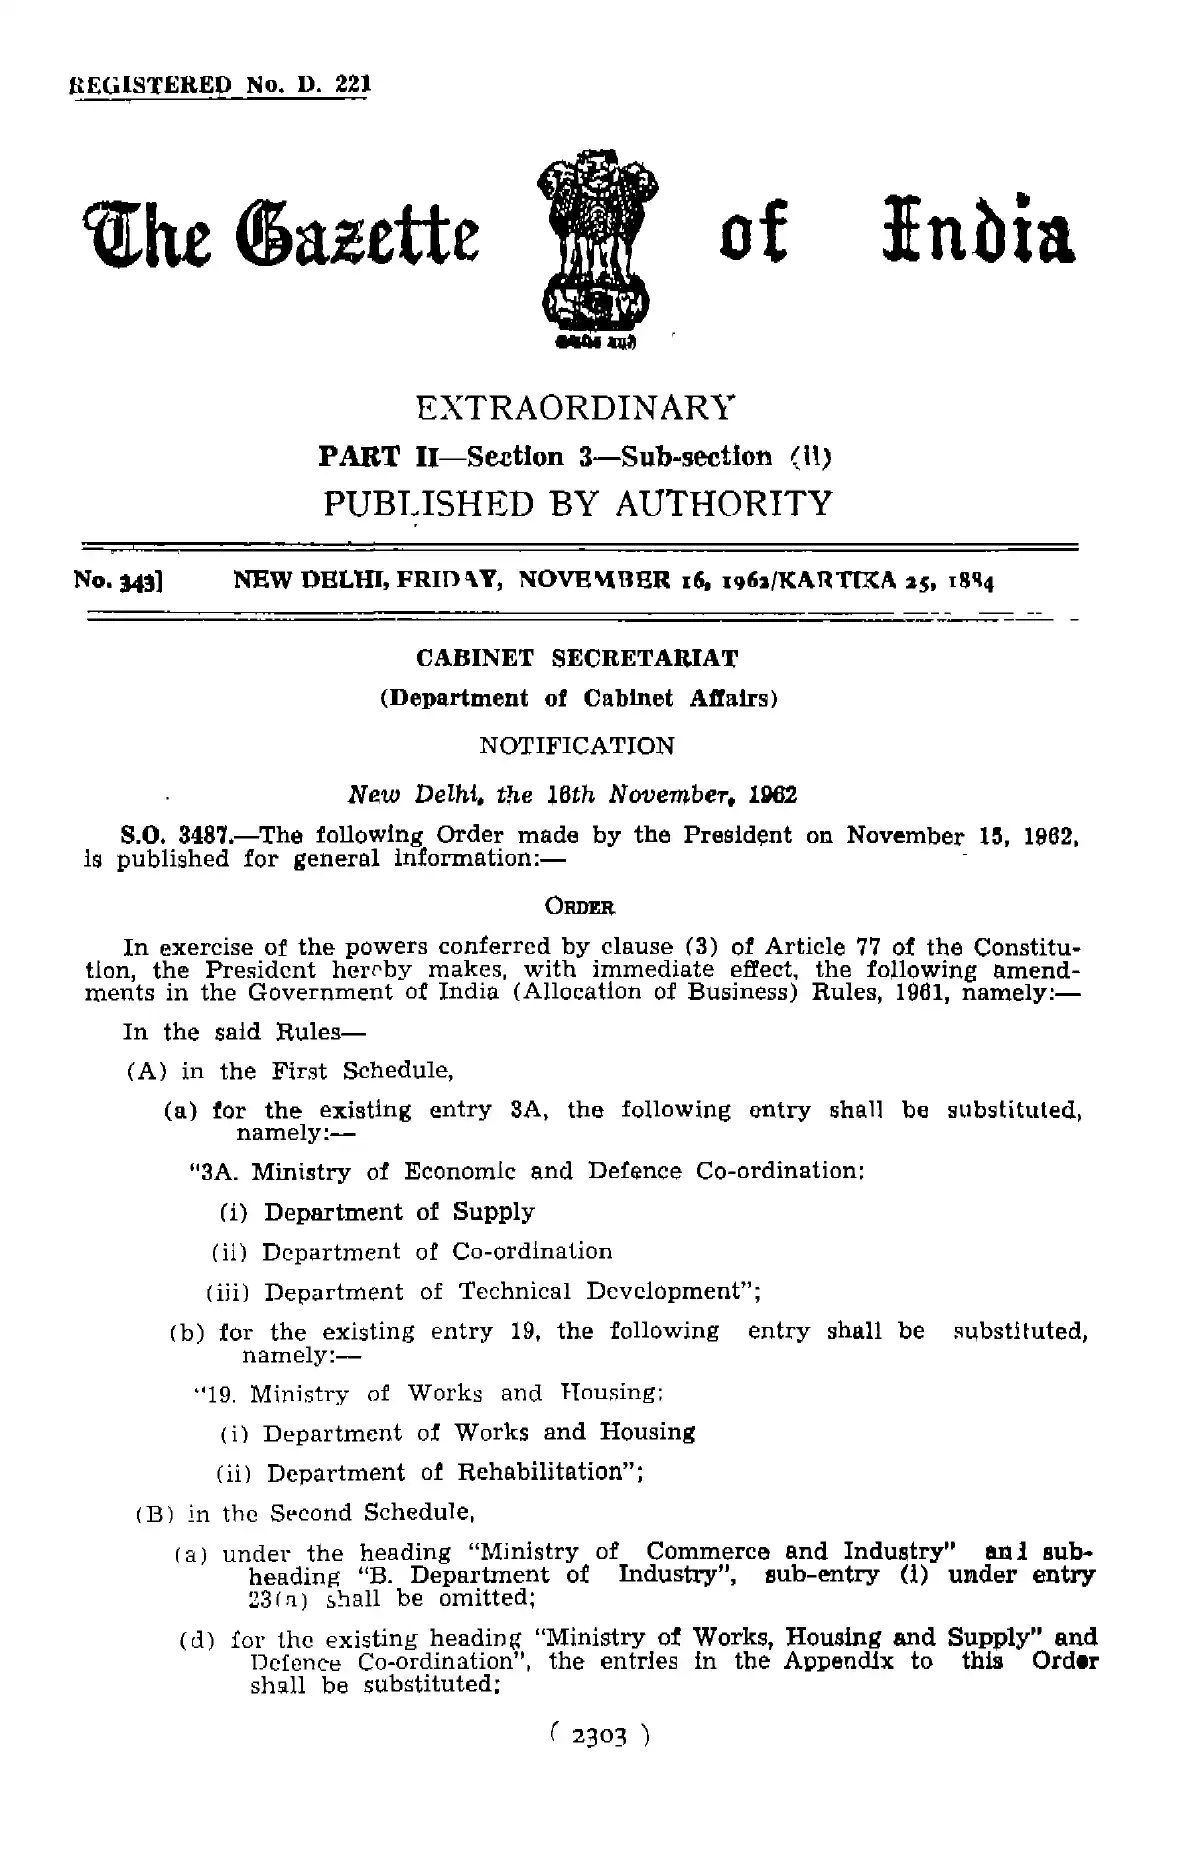 REGISTERED No. D. 221
The Gazette of India
EXTRAORDINARY
PART II—Section 3—Sub-section (ii)
PUBLISHED BY AUTHORITY
No. 343] NEW DELHI, FRIDAY, NOVEMBER 16, 1962/KARTIKA 25, 1884
CABINET SECRETARIAT
(Department of Cabinet Affairs)
NOTIFICATION
New Delhi, the 16th November, 1962
S.O. 3487.—The following Order made by the President on November 15, 1962,
is published for general information:—
ORDER
In exercise of the powers conferred by clause (3) of Article 77 of the Constitu-
tion, the President hereby makes, with immediate effect, the following amend-
ments in the Government of India (Allocation of Business) Rules, 1961, namely:—
In the said Rules—
(A) in the First Schedule,
(a) for the existing entry 3A, the following entry shall be substituted,
namely:—
"3A. Ministry of Economic and Defence Co-ordination:
(i) Department of Supply
(ii) Department of Co-ordination
(iii) Department of Technical Development";
(b) for the existing entry 19, the following entry shall be substituted,
namely:—
"19. Ministry of Works and Housing:
(i) Department of Works and Housing
(ii) Department of Rehabilitation";
(B) in the Second Schedule,
(a) under the heading "Ministry of Commerce and Industry" and sub-
heading "B. Department of Industry", sub-entry (i) under entry
23(a) shall be omitted;
(d) for the existing heading "Ministry of Works, Housing and Supply" and
Defence Co-ordination", the entries in the Appendix to this Order
shall be substituted;
( 2303 )